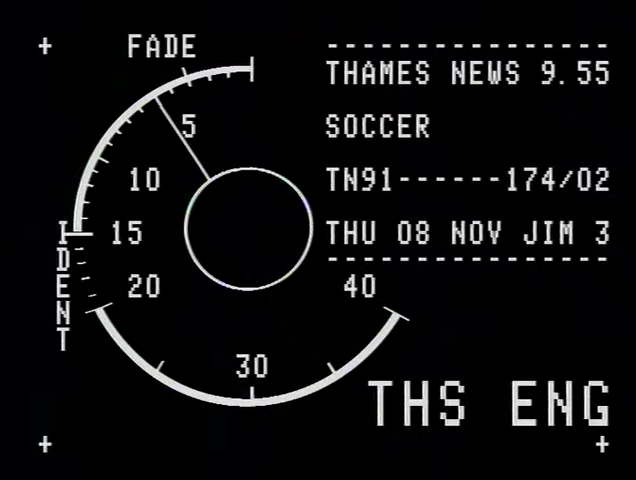 FADE
----------------
THAMES NEWS 9.55
5
SOCCER
10
TN91------174/02
15
THU 08 NOV JIM 3
----------------
IDENT
20
40
30
THS ENG